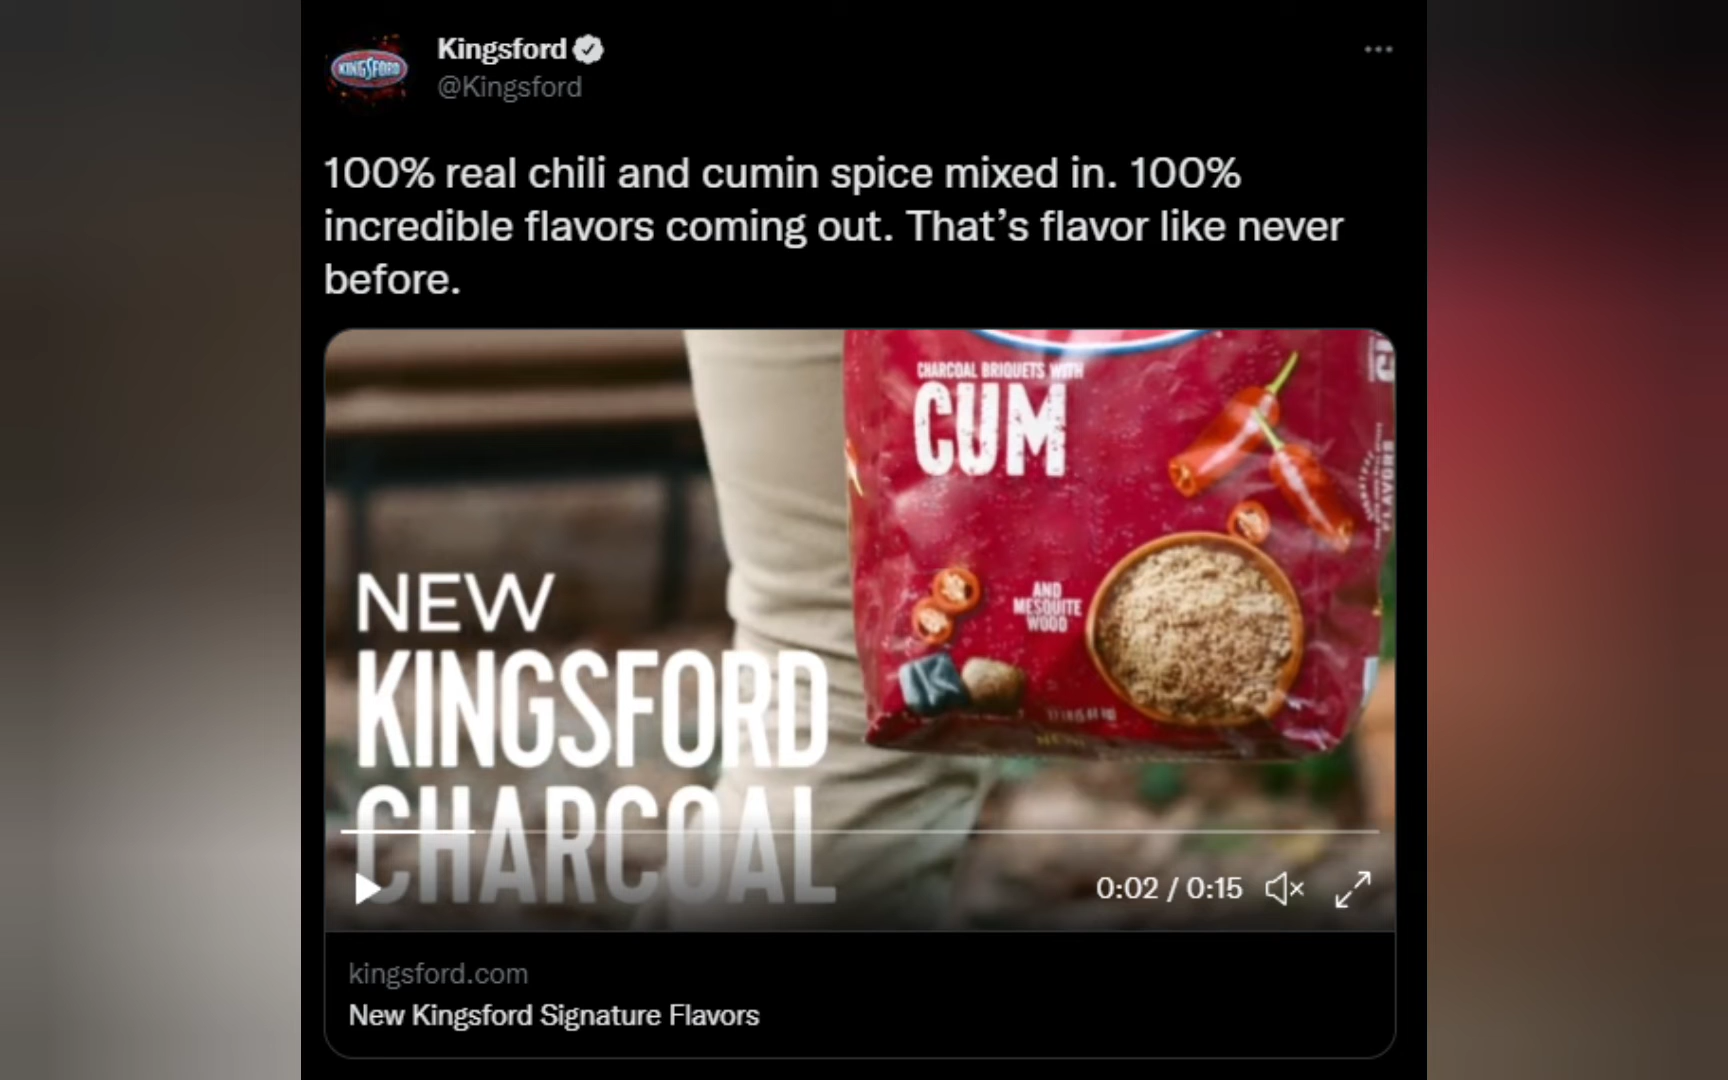 KINGSFORD
Kingsford
@Kingsford
100% real chili and cumin spice mixed in. 100%
incredible flavors coming out. That’s flavor like never
before.
CHARCOAL BRIQUETS WITH
CUM
AND
MESQUITE
WOOD
FLAVORS
NEW
KINGSFORD
CHARCOAL
0:02 / 0:15
kingsford.com
New Kingsford Signature Flavors